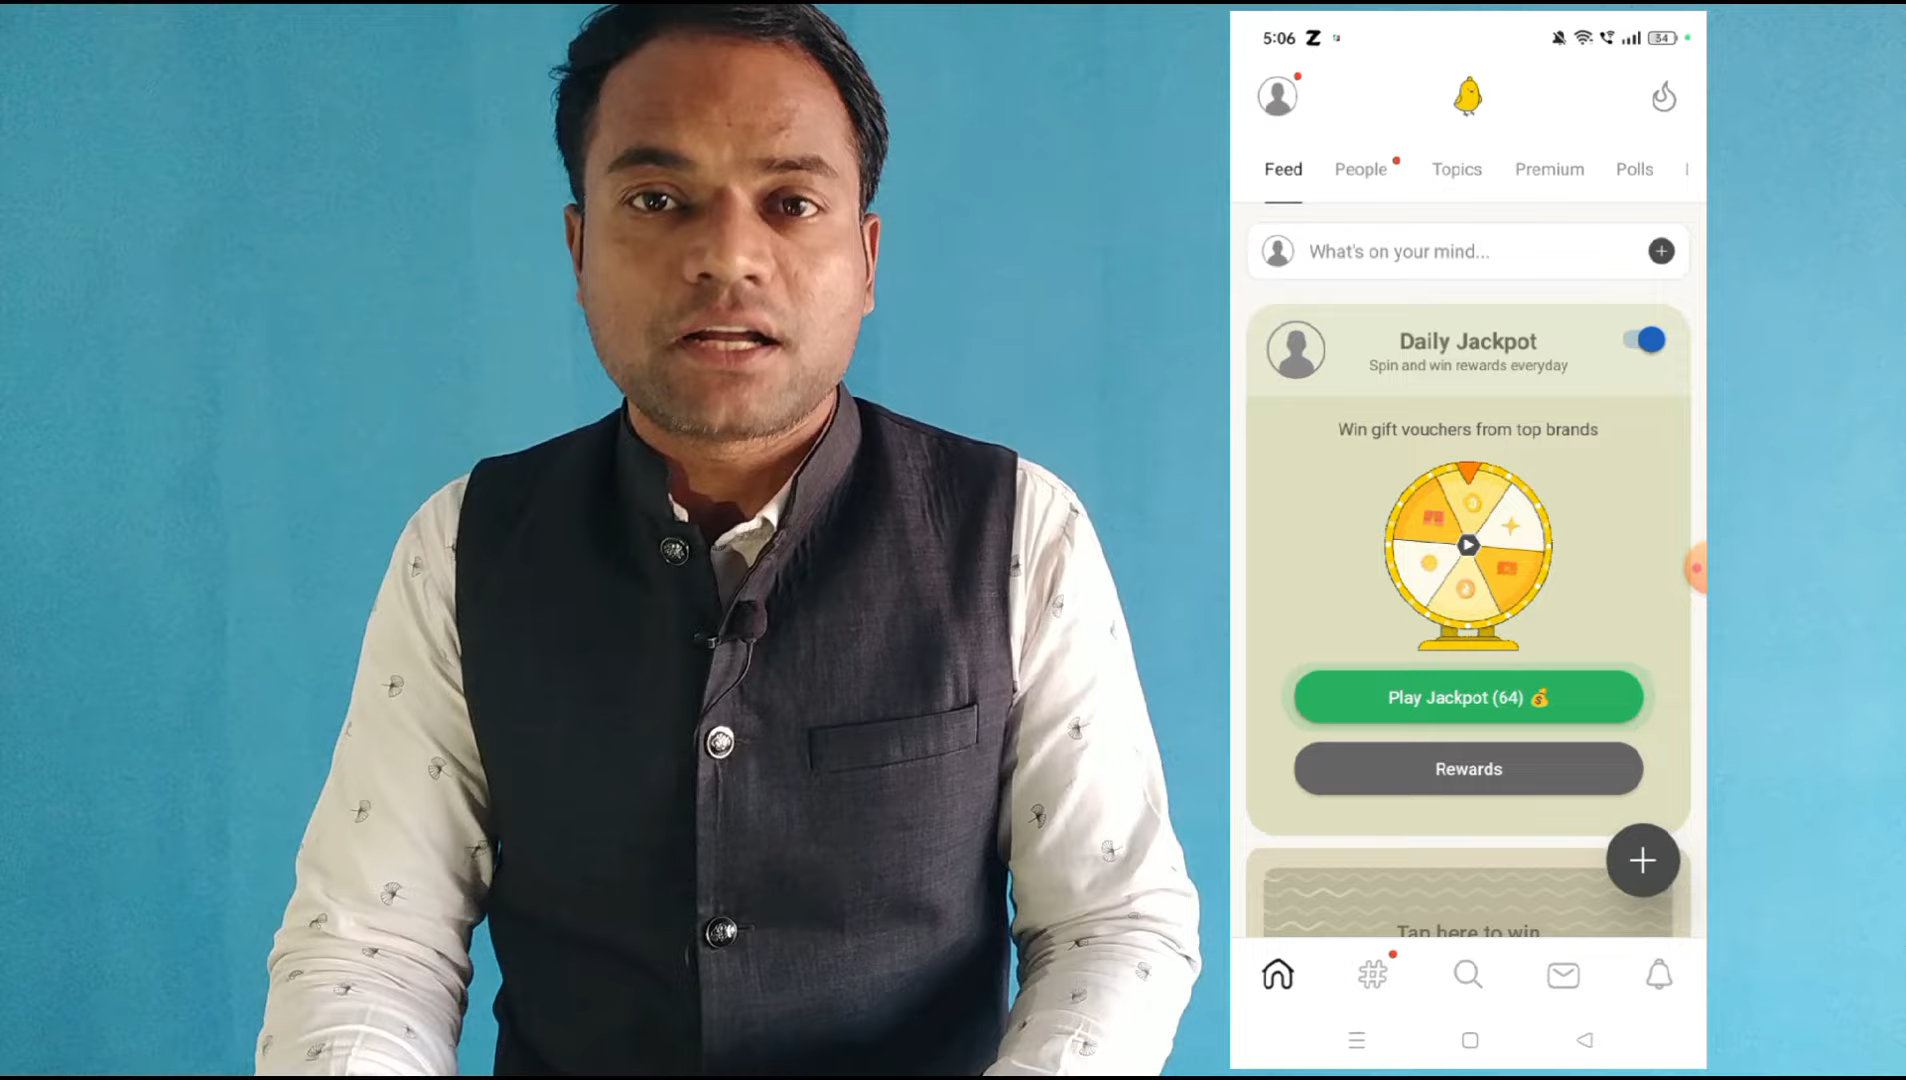 5:06 Z 34
Feed People Topics Premium Polls
What's on your mind...
Daily Jackpot
Spin and win rewards everyday
Win gift vouchers from top brands
Play Jackpot (64)
Rewards
Tap here to win